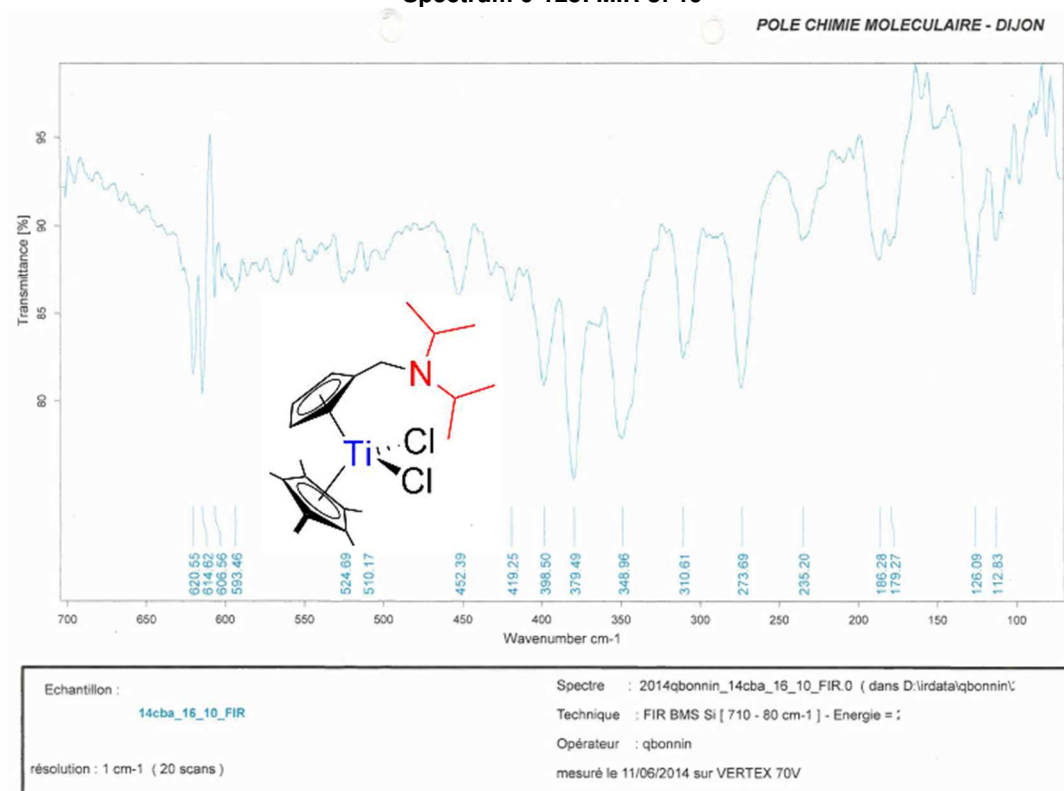 POLE CHIMIE MOLECULAIRE - DIJON
Transmittance [%]
95
90
85
80
N
Ti
Cl
Cl
620.55
614.62
606.56
593.46
524.69
510.17
452.39
419.25
398.50
379.49
348.96
310.61
273.69
235.20
186.28
179.27
126.09
112.83
700 650 600 550 500 450 400 350 300 250 200 150 100
Wavenumber cm-1
Echantillon :
14cba_16_10_FIR
résolution : 1 cm-1 ( 20 scans )
Spectre : 2014qbonnin_14cba_16_10_FIR.0 ( dans D:\irdata\qbonnin\
Technique : FIR BMS Si [ 710 - 80 cm-1 ] - Energie =
Opérateur : qbonnin
mesuré le 11/06/2014 sur VERTEX 70V